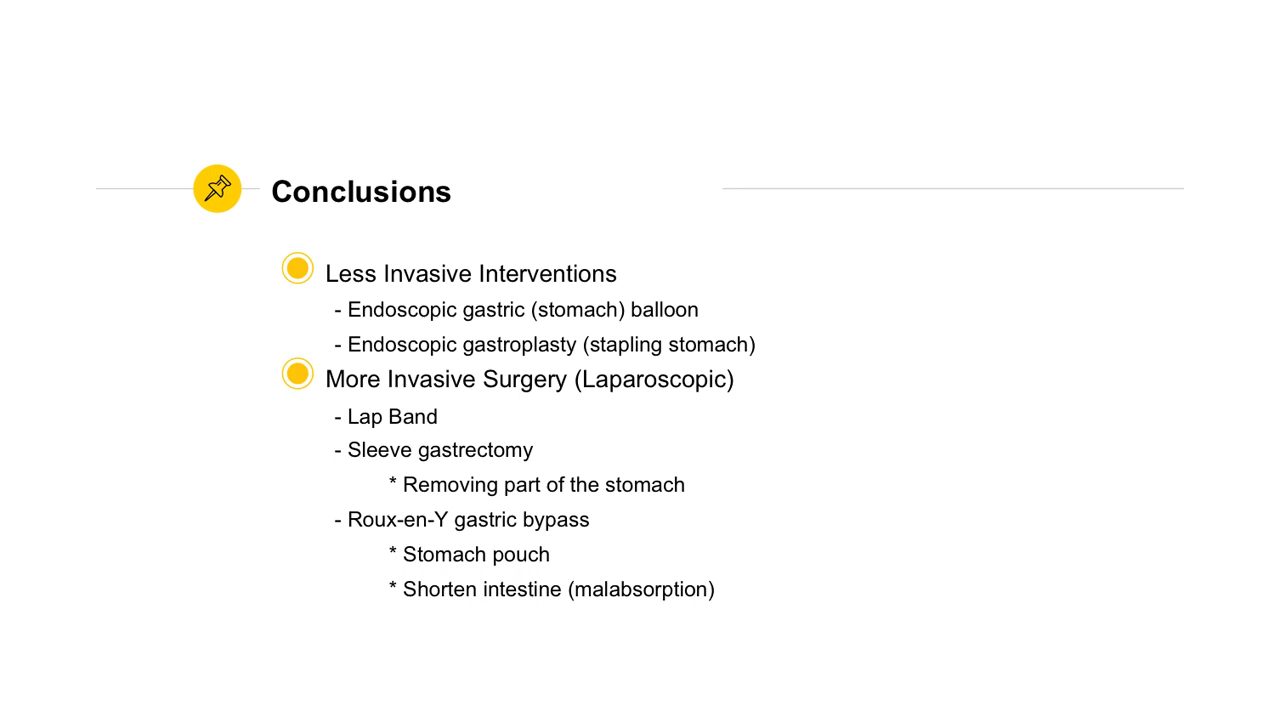 Conclusions
Less Invasive Interventions
- Endoscopic gastric (stomach) balloon
- Endoscopic gastroplasty (stapling stomach)
More Invasive Surgery (Laparoscopic)
- Lap Band
- Sleeve gastrectomy
* Removing part of the stomach
- Roux-en-Y gastric bypass
* Stomach pouch
* Shorten intestine (malabsorption)